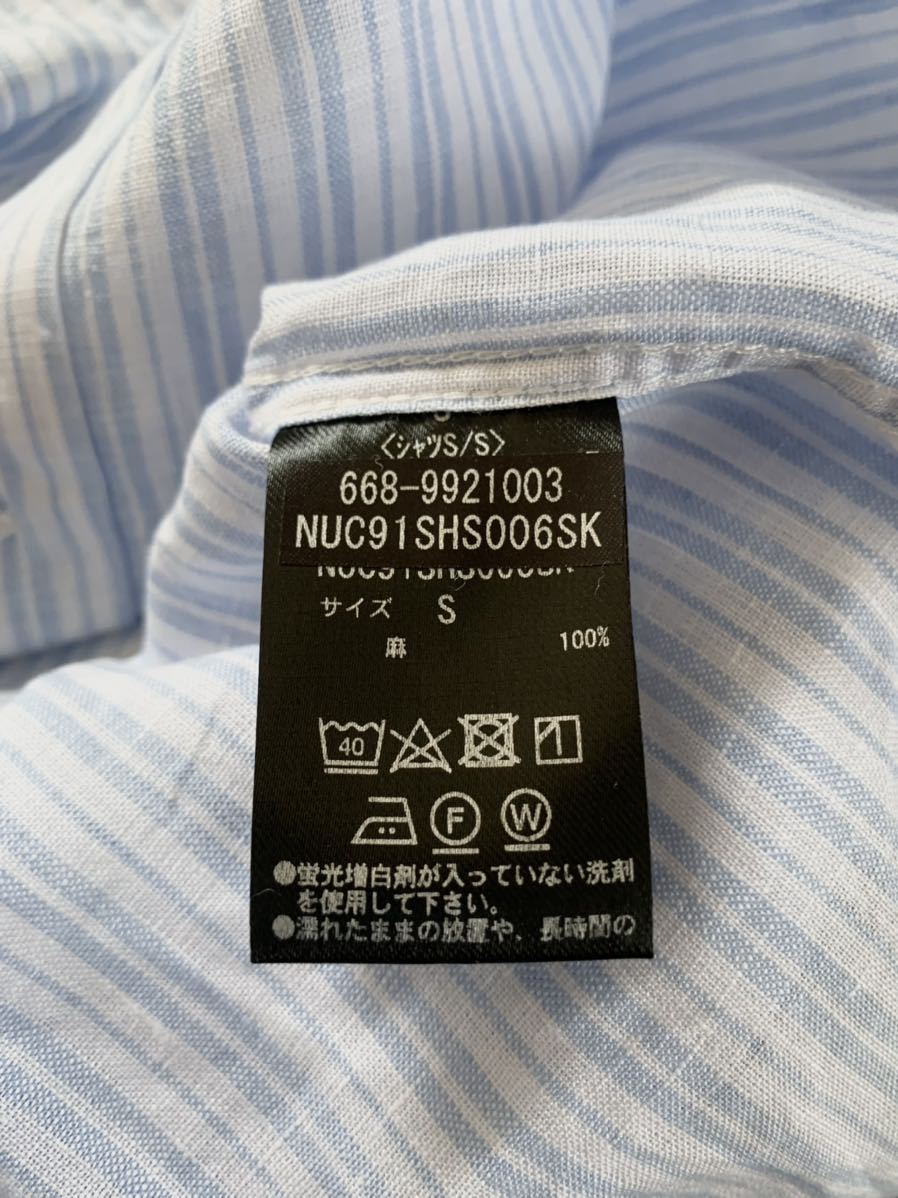 〈シャツS/S〉
668-9921003
NUC91SHS006SK
サイズ S
麻 100%
40
F W
●蛍光増白剤が入っていない洗剤
を使用して下さい。
●濡れたままの放置や、長時間の